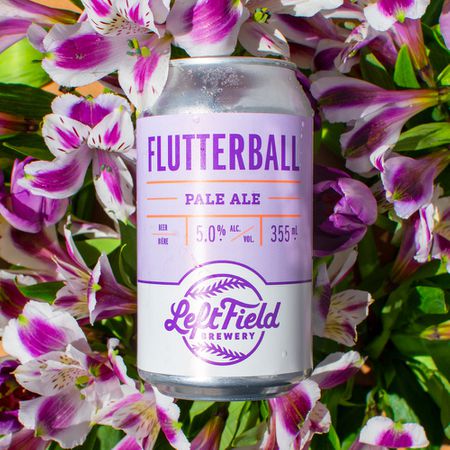 FLUTTERBALL
PALE ALE
BEER
BIÈRE
5.0% ALC./VOL.
355 mL
Left Field
BREWERY